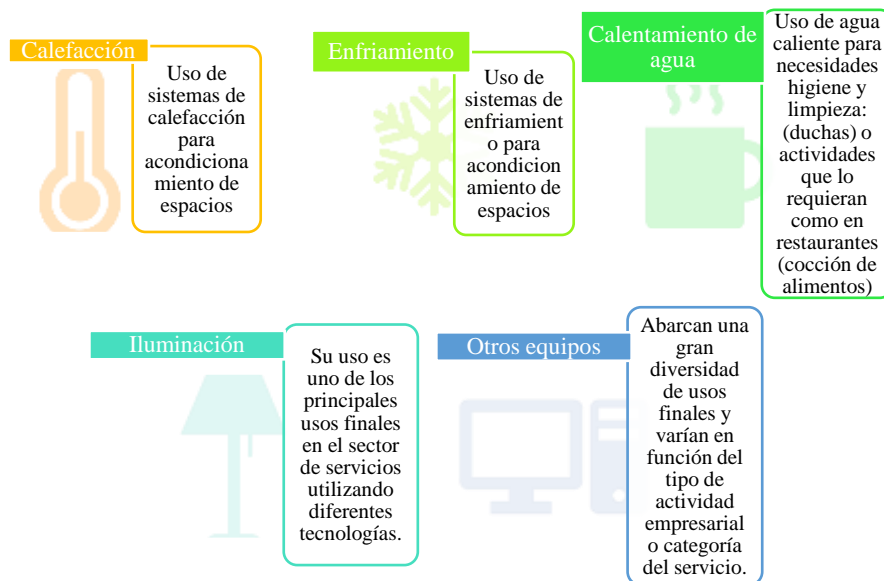 Calefacción
Uso de
sistemas de
calefacción
para
acondiciona
miento de
espacios
Enfriamiento
Uso de
sistemas de
enfriamient
o para
acondicion
amiento de
espacios
Calentamiento de
agua
Uso de agua
caliente para
necesidades
higiene y
limpieza:
(duchas) o
actividades
que lo
requieran
como en
restaurantes
(cocción de
alimentos)
Iluminación
Su uso es
uno de los
principales
usos finales
en el sector
de servicios
utilizando
diferentes
tecnologías.
Otros equipos
Abarcan una
gran
diversidad
de usos
finales y
varían en
función del
tipo de
actividad
empresarial
o categoría
del servicio.